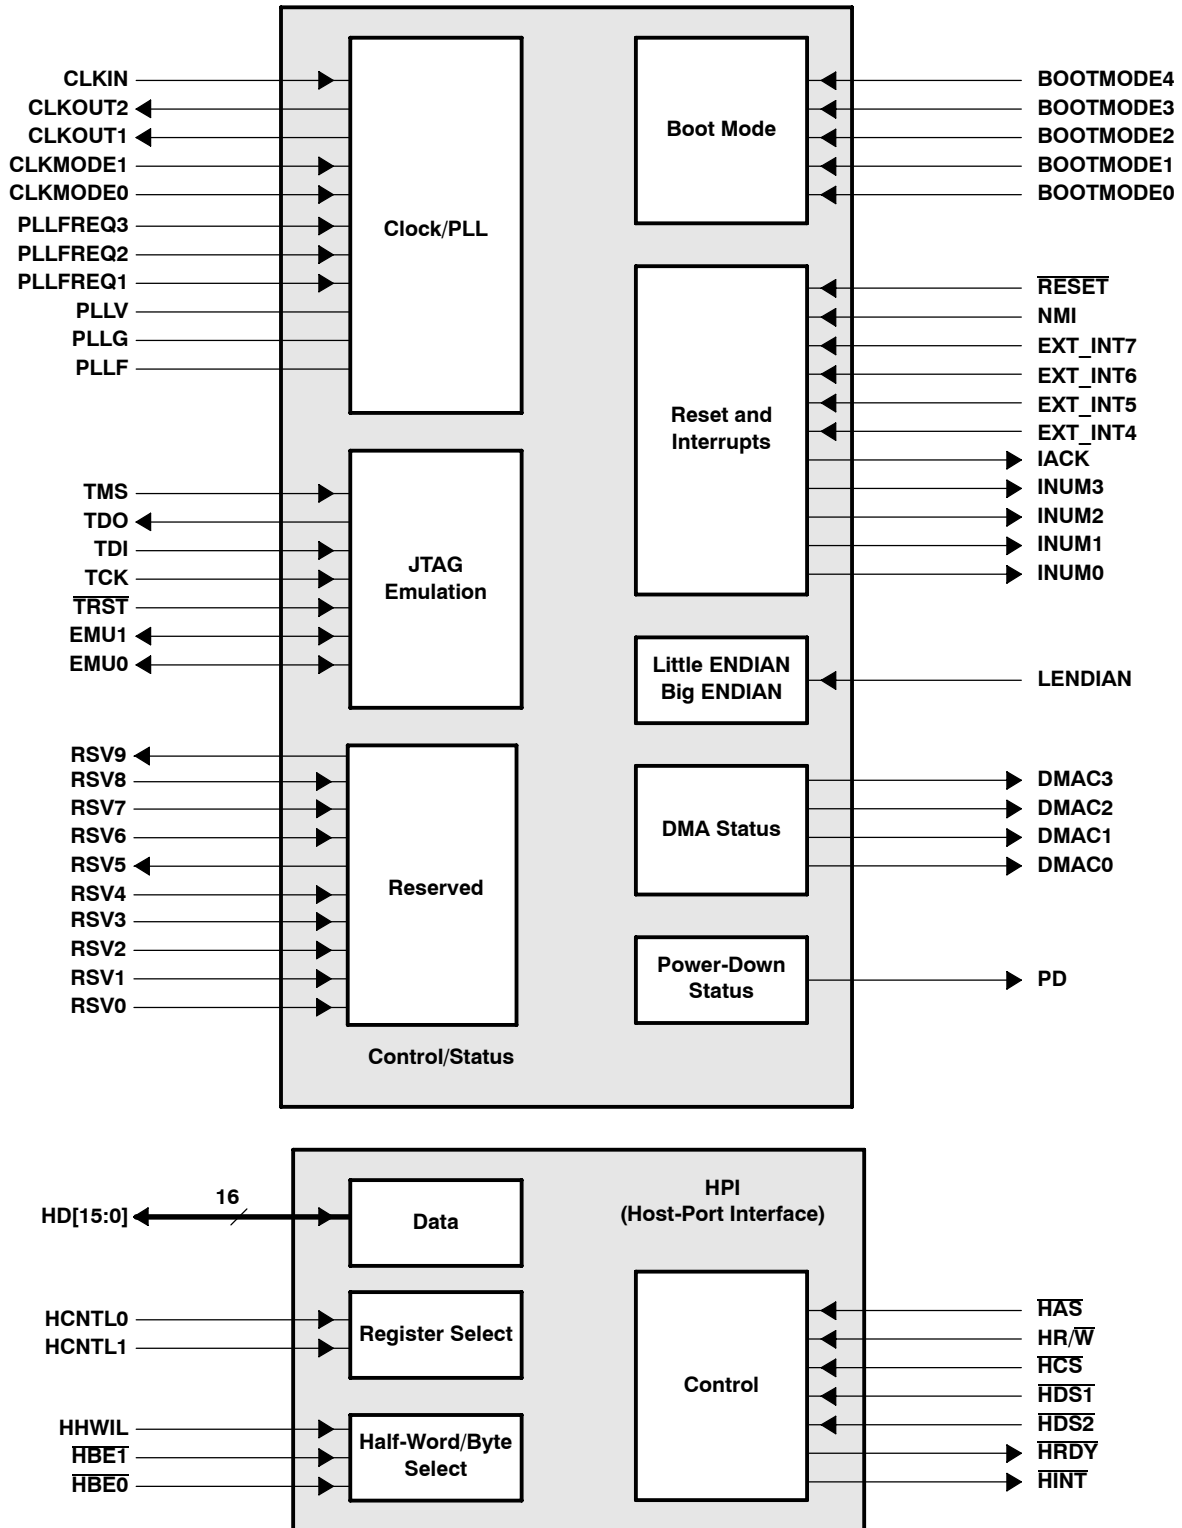 CLKIN
CLKOUT2
CLKOUT1
CLKMODE1
CLKMODE0
PLLFREQ3
PLLFREQ2
PLLFREQ1
PLLV
PLLG
PLLF
Clock/PLL
TMS
TDO
TDI
TCK
TRST
EMU1
EMU0
JTAG
Emulation
RSV9
RSV8
RSV7
RSV6
RSV5
RSV4
RSV3
RSV2
RSV1
RSV0
Reserved
Control/Status
Boot Mode
BOOTMODE4
BOOTMODE3
BOOTMODE2
BOOTMODE1
BOOTMODE0
Reset and
Interrupts
RESET
NMI
EXT_INT7
EXT_INT6
EXT_INT5
EXT_INT4
IACK
INUM3
INUM2
INUM1
INUM0
Little ENDIAN
Big ENDIAN
LENDIAN
DMA Status
DMAC3
DMAC2
DMAC1
DMAC0
Power-Down
Status
PD
HD[15:0]
16
Data
HPI
(Host-Port Interface)
HCNTL0
HCNTL1
Register Select
HHWIL
HBE1
HBE0
Half-Word/Byte
Select
Control
HAS
HR/W
HCS
HDS1
HDS2
HRDY
HINT